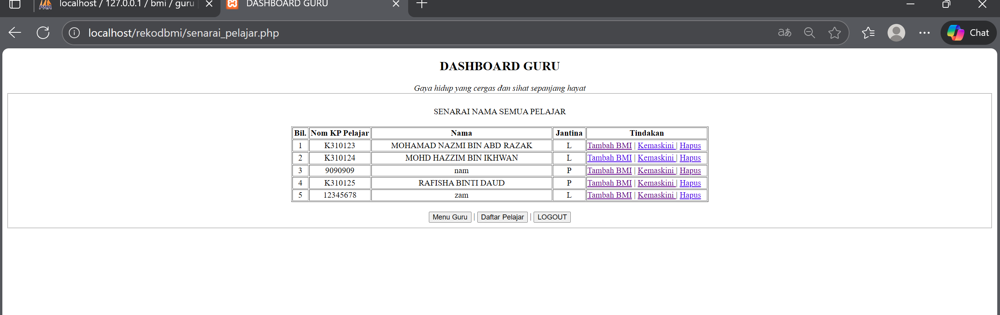 localhost / 127.0.0.1 / bmi / guru
DASHBOARD GURU
localhost/rekodbmi/senarai_pelajar.php
aあ
Chat
DASHBOARD GURU
Gaya hidup yang cergas dan sihat sepanjang hayat
SENARAI NAMA SEMUA PELAJAR
Bil. Nom KP Pelajar Nama Jantina Tindakan
1 K310123 MOHAMAD NAZMI BIN ABD RAZAK L Tambah BMI | Kemaskini | Hapus
2 K310124 MOHD HAZZIM BIN IKHWAN L Tambah BMI | Kemaskini | Hapus
3 9090909 nam P Tambah BMI | Kemaskini | Hapus
4 K310125 RAFISHA BINTI DAUD P Tambah BMI | Kemaskini | Hapus
5 12345678 zam L Tambah BMI | Kemaskini | Hapus
Menu Guru | Daftar Pelajar | LOGOUT